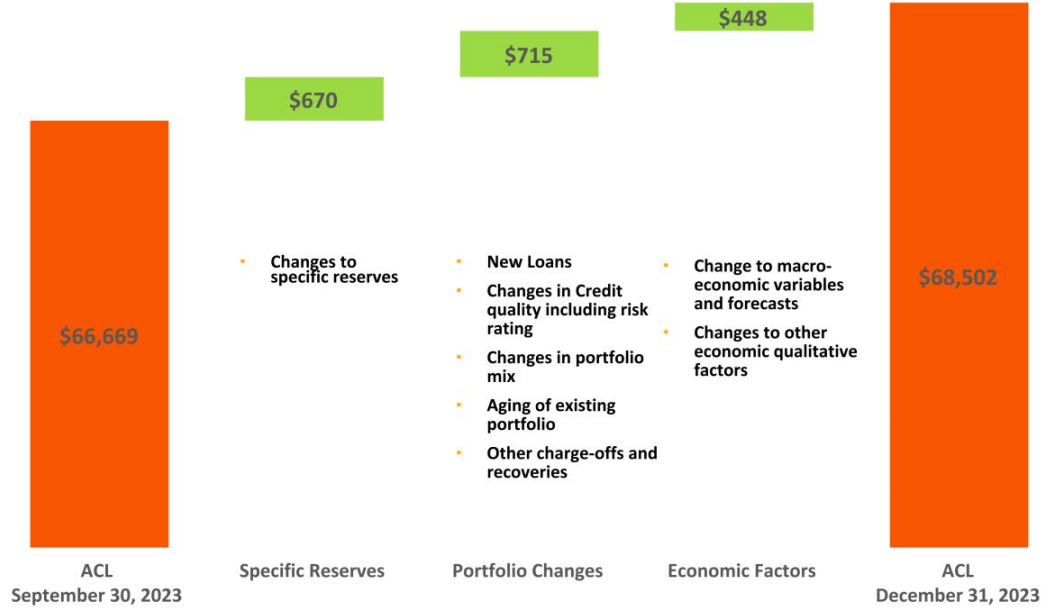 $448
$715
$670
$66,669
▪ Changes to
specific reserves
▪ New Loans
▪ Changes in Credit
quality including risk
rating
▪ Changes in portfolio
mix
▪ Aging of existing
portfolio
▪ Other charge-offs and
recoveries
▪ Change to macro-
economic variables
and forecasts
▪ Changes to other
economic qualitative
factors
$68,502
ACL
September 30, 2023
Specific Reserves
Portfolio Changes
Economic Factors
ACL
December 31, 2023